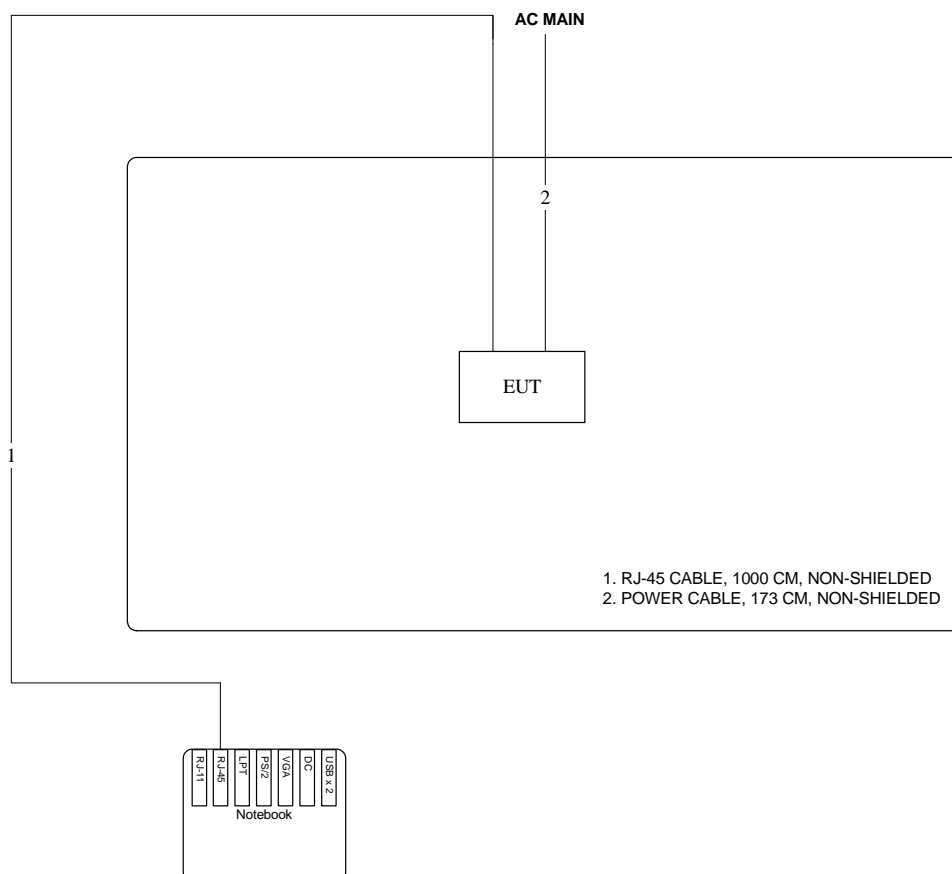 AC MAIN
2
EUT
1
1. RJ-45 CABLE, 1000 CM, NON-SHIELDED
2. POWER CABLE, 173 CM, NON-SHIELDED
RJ-11
RJ-45
LPT
PS/2
VGA
DC
USB x 2
Notebook